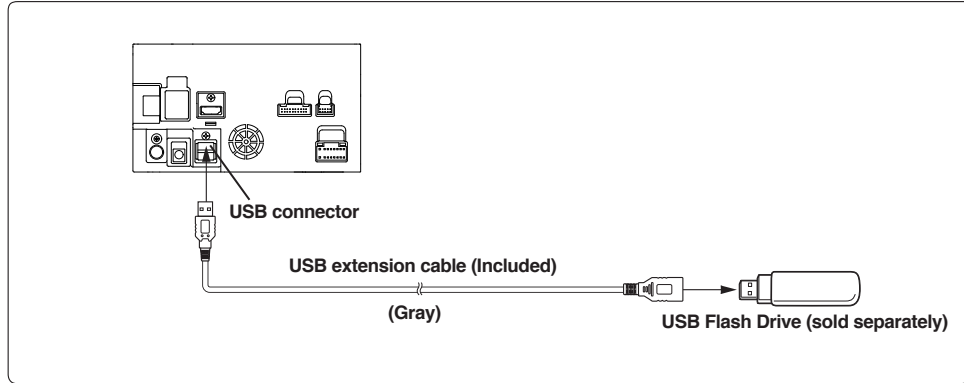 USB connector
USB extension cable (Included)
(Gray)
USB Flash Drive (sold separately)